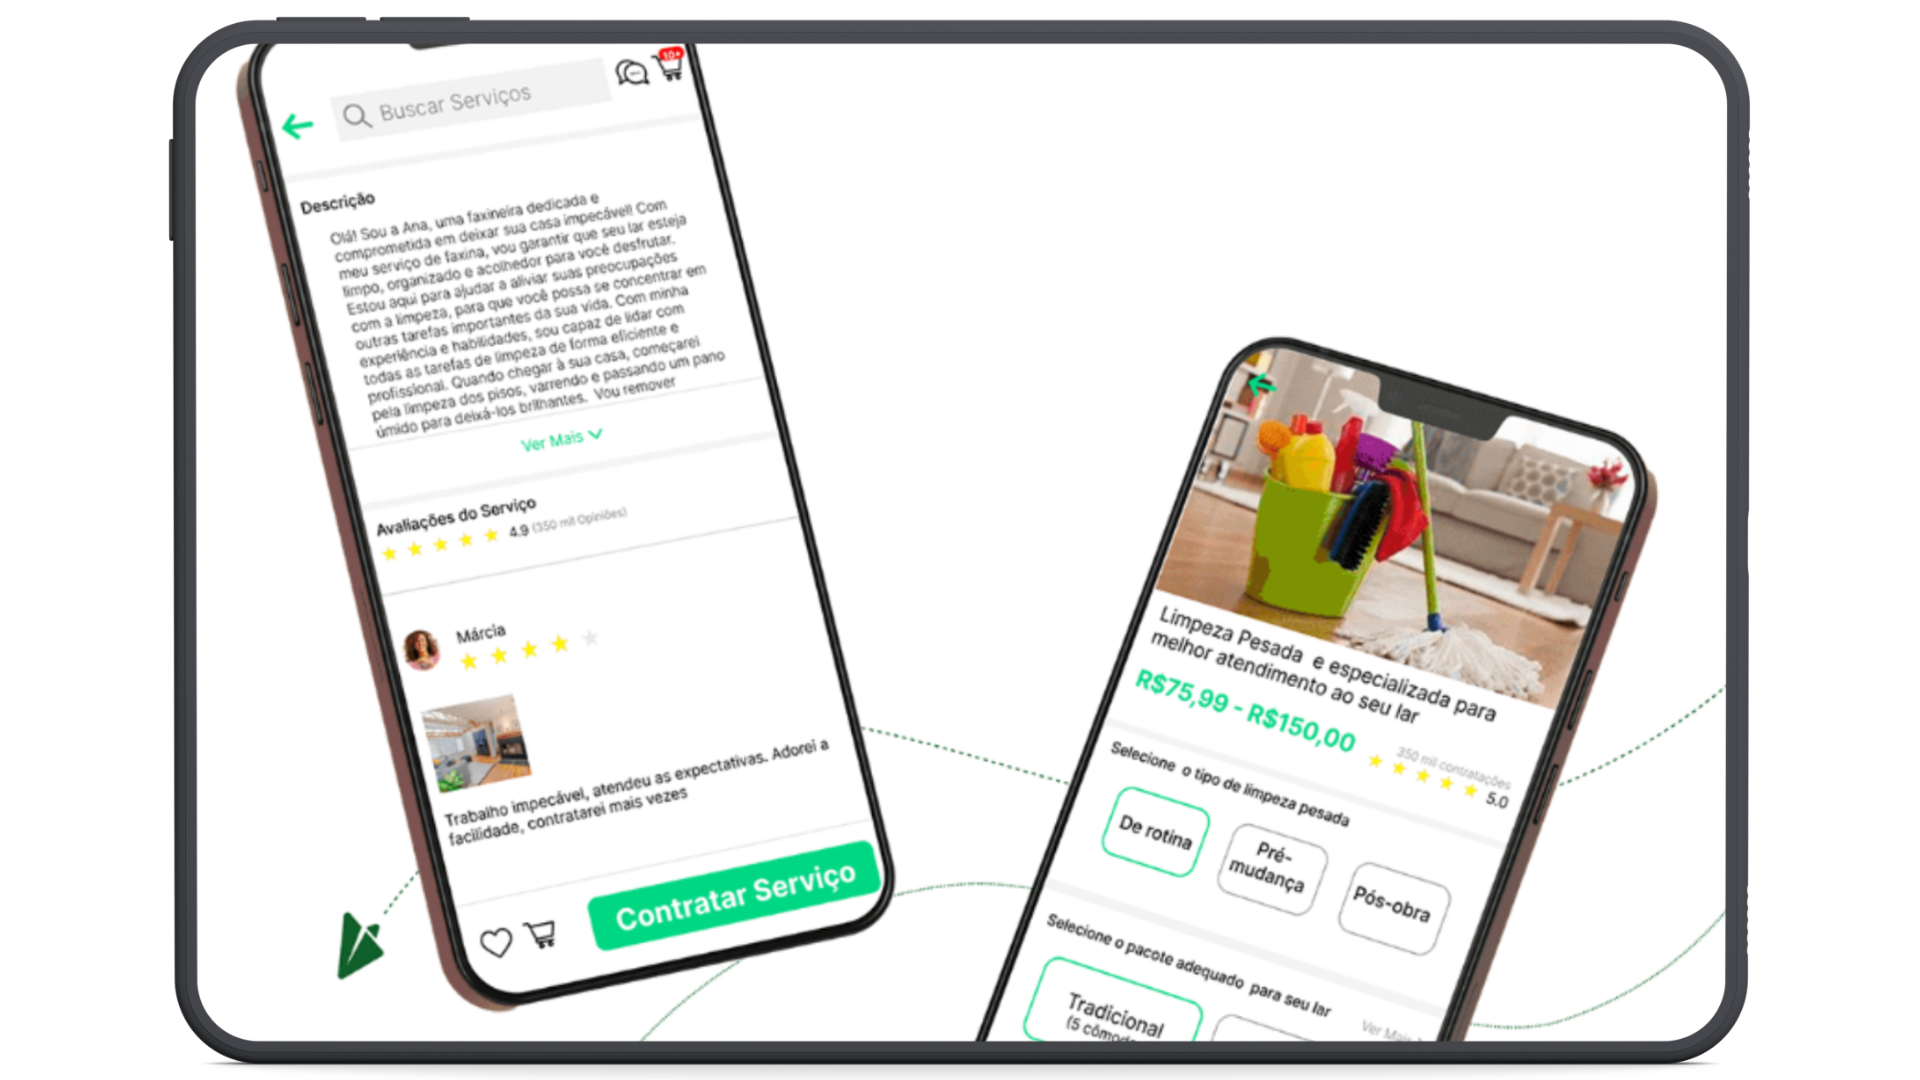 10+
Buscar Serviços
Descrição
Olá! Sou a Ana, uma faxineira dedicada e
comprometida em deixar sua casa impecável! Com
meu serviço de faxina, vou garantir que seu lar esteja
limpo, organizado e acolhedor para você desfrutar.
Estou aqui para ajudar a aliviar suas preocupações
com a limpeza, para que você possa se concentrar em
outras tarefas importantes da sua vida. Com minha
experiência e habilidades, sou capaz de lidar com
todas as tarefas de limpeza de forma eficiente e
profissional. Quando chegar à sua casa, começarei
pela limpeza dos pisos, varrendo e passando um pano
úmido para deixá-los brilhantes. Vou remover
Ver Mais
Avaliações do Serviço
4.9 (350 mil Opiniões)
Márcia
Trabalho impecável, atendeu as expectativas. Adorei a
facilidade, contratarei mais vezes
Contratar Serviço
Limpeza Pesada e especializada para
melhor atendimento ao seu lar
R$75,99 - R$150,00
350 mil contratações
5.0
Selecione o tipo de limpeza pesada
De rotina
Pré-
mudança
Pós-obra
Selecione o pacote adequado para seu lar
Ver Mais
Tradicional
(5 cômod